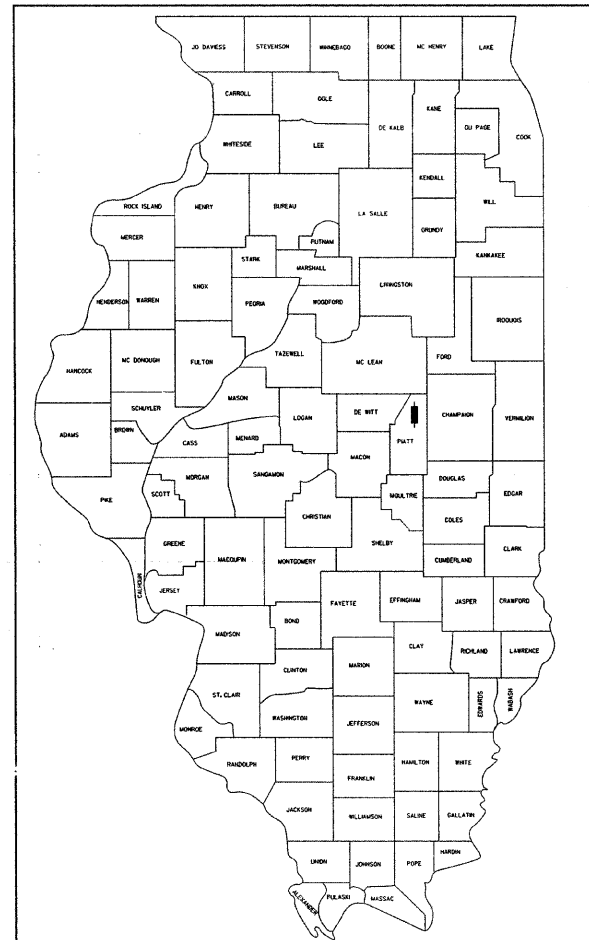 JO DAVIESS STEVENSON WINNEBAGO BOONE MC HENRY LAKE
CARROLL OGLE DE KALB KANE DU PAGE COOK
WHITESIDE LEE KENDALL WILL
ROCK ISLAND HENRY BUREAU LA SALLE GRUNDY
MERCER PUTNAM KANKAKEE
STARK MARSHALL LIVINGSTON
HENDERSON WARREN KNOX PEORIA WOODFORD IROQUOIS
HANCOCK MC DONOUGH FULTON TAZEWELL MC LEAN FORD
SCHUYLER MASON LOGAN DE WITT CHAMPAIGN VERMILION
ADAMS BROWN CASS MENARD MACON PIATT
MORGAN SANGAMON DOUGLAS
PIKE SCOTT CHRISTIAN MOULTRIE COLES EDGAR
GREENE MACOUPIN MONTGOMERY SHELBY CUMBERLAND CLARK
CALHOUN JERSEY FAYETTE EFFINGHAM JASPER CRAWFORD
MADISON BOND CLAY RICHLAND LAWRENCE
CLINTON MARION
ST. CLAIR WASHINGTON JEFFERSON WAYNE EDWARDS WABASH
MONROE
RANDOLPH PERRY FRANKLIN HAMILTON WHITE
JACKSON WILLIAMSON SALINE GALLATIN
UNION JOHNSON POPE HARDIN
ALEXANDER PULASKI MASSAC